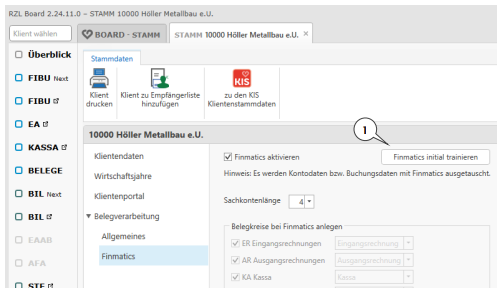 RZL Board 2.24.11.0 - STAMM 10000 Höller Metallbau e.U.
Klient wählen
BOARD - STAMM
STAMM 10000 Höller Metallbau e.U. ×
Überblick
FIBU Next
FIBU
EA
KASSA
BELEGE
BIL Next
BIL
EAAB
AFA
STE
Stammdaten
Klient drucken
Klient zu Empfängerliste hinzufügen
KIS
zu den KIS Klientenstammdaten
10000 Höller Metallbau e.U.
1
Klientendaten
Wirtschaftsjahre
Klientenportal
Belegverarbeitung
Allgemeines
Finmatics
Finmatics aktivieren
Finmatics initial trainieren
Hinweis: Es werden Kontodaten bzw. Buchungsdaten mit Finmatics ausgetauscht.
Sachkontenlänge 4
Belegkreise bei Finmatics anlegen
ER Eingangsrechnungen Eingangsrechnung
AR Ausgangsrechnungen Ausgangsrechnung
KA Kassa Kassa